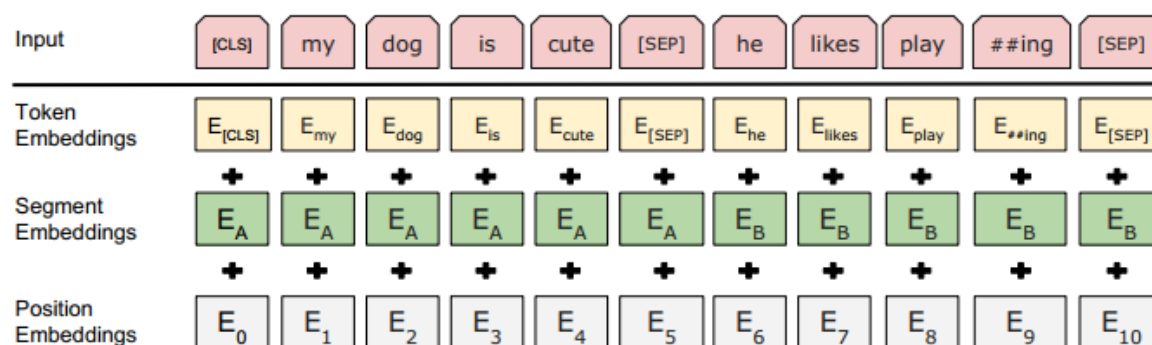 Input [CLS] my dog is cute [SEP] he likes play ##ing [SEP]
Token
Embeddings E[CLS] Emy Edog Eis Ecute E[SEP] Ehe Elikes Eplay E##ing E[SEP]
+ + + + + + + + + + +
Segment
Embeddings EA EA EA EA EA EA EB EB EB EB EB
+ + + + + + + + + + +
Position
Embeddings E0 E1 E2 E3 E4 E5 E6 E7 E8 E9 E10